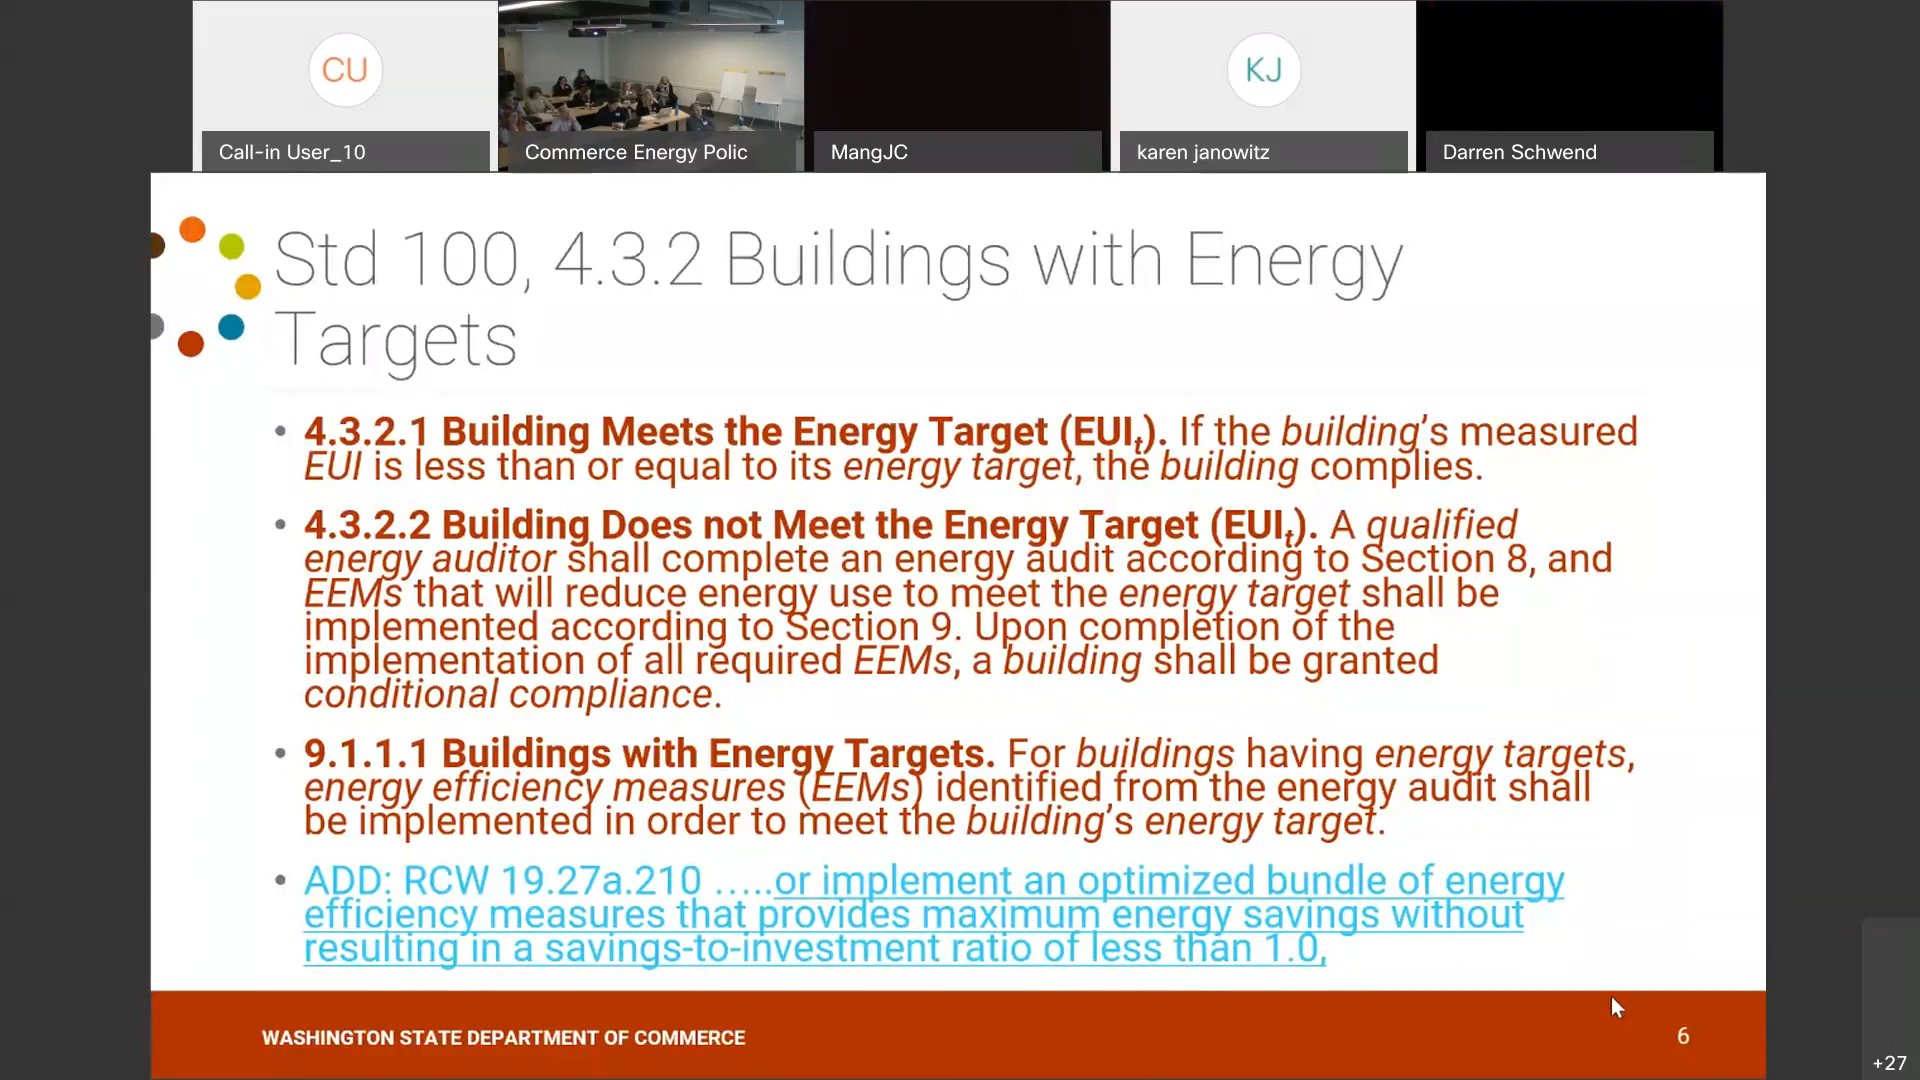 CU
KJ
Call-in User_10
Commerce Energy Polic
MangJC
karen janowitz
Darren Schwend
Std 100, 4.3.2 Buildings with Energy
Targets
• 4.3.2.1 Building Meets the Energy Target (EUIt). If the building's measured
EUI is less than or equal to its energy target, the building complies.
• 4.3.2.2 Building Does not Meet the Energy Target (EUIt). A qualified
energy auditor shall complete an energy audit according to Section 8, and
EEMs that will reduce energy use to meet the energy target shall be
implemented according to Section 9. Upon completion of the
implementation of all required EEMs, a building shall be granted
conditional compliance.
• 9.1.1.1 Buildings with Energy Targets. For buildings having energy targets,
energy efficiency measures (EEMs) identified from the energy audit shall
be implemented in order to meet the building's energy target.
• ADD: RCW 19.27a.210 …..or implement an optimized bundle of energy
efficiency measures that provides maximum energy savings without
resulting in a savings-to-investment ratio of less than 1.0,
WASHINGTON STATE DEPARTMENT OF COMMERCE
6
+27